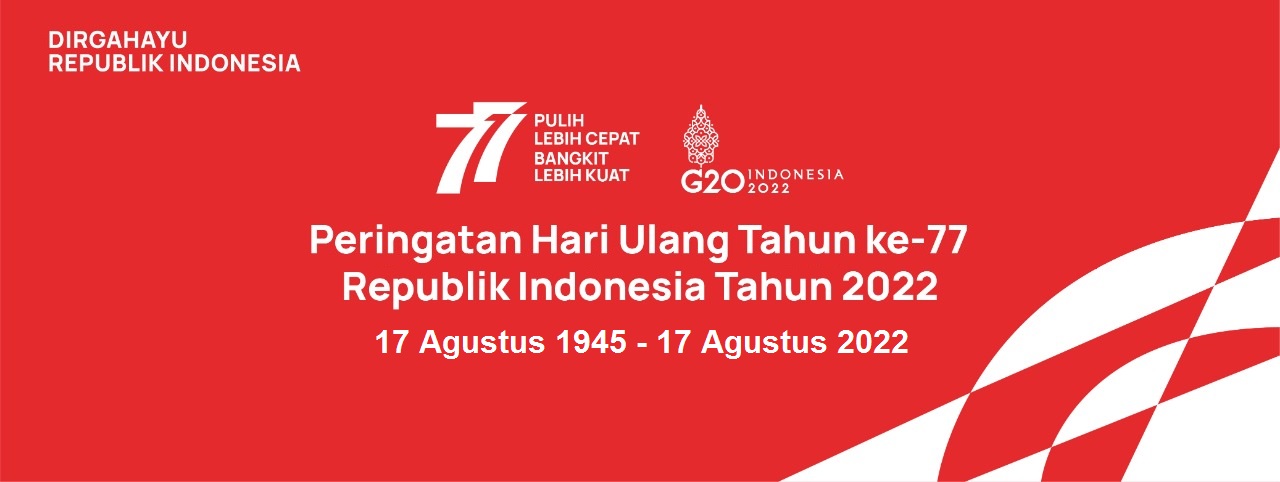 DIRGAHAYU
REPUBLIK INDONESIA
77
PULIH
LEBIH CEPAT
BANGKIT
LEBIH KUAT
G20 INDONESIA
2022
Peringatan Hari Ulang Tahun ke-77
Republik Indonesia Tahun 2022
17 Agustus 1945 - 17 Agustus 2022